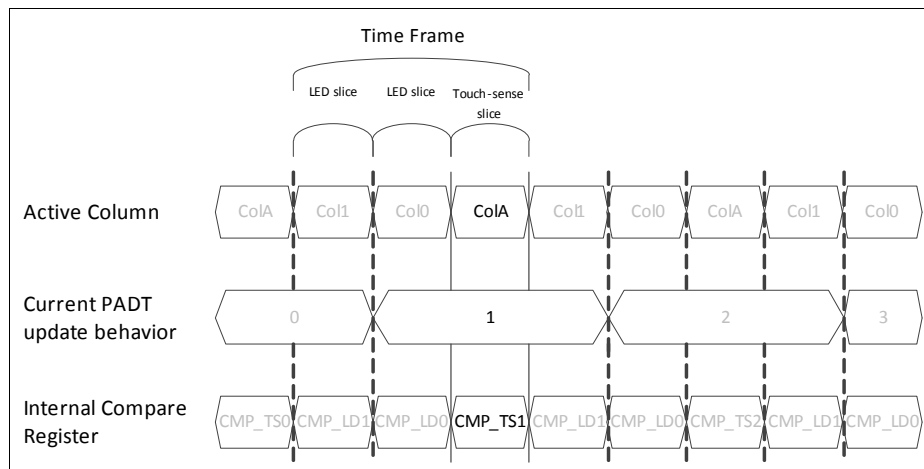 Time Frame
LED slice LED slice Touch-sense
slice
Active Column ColA Col1 Col0 ColA Col1 Col0 ColA Col1 Col0
Current PADT
update behavior 0 1 2 3
Internal Compare
Register CMP_TS0 CMP_LD1 CMP_LD0 CMP_TS1 CMP_LD1 CMP_LD0 CMP_TS2 CMP_LD1 CMP_LD0